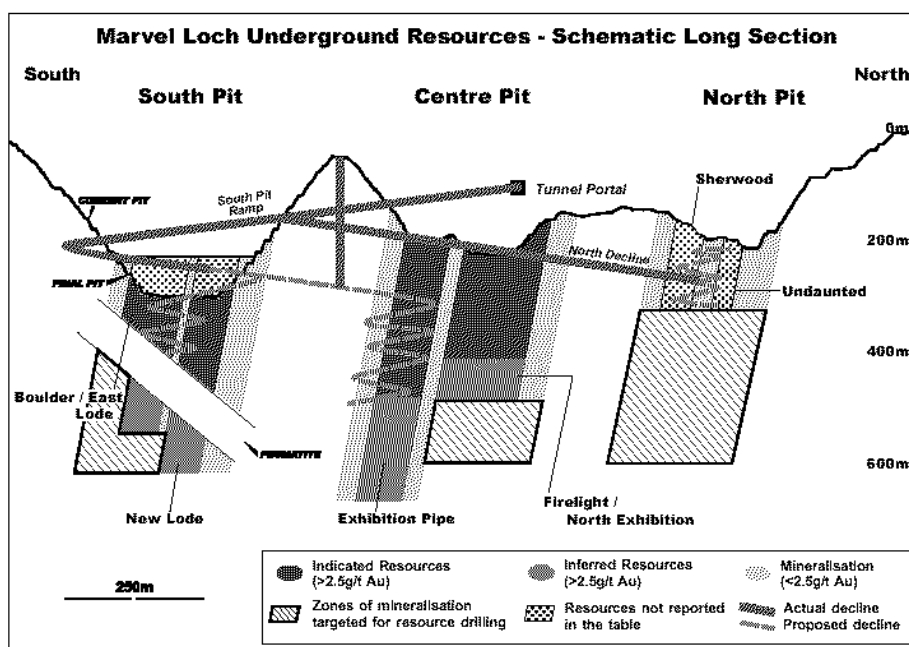 Marvel Loch Underground Resources - Schematic Long Section
South
North
South Pit
Centre Pit
North Pit
0m
Sherwood
South Pit
Ramp
Tunnel Portal
CURRENT PIT
200m
North Decline
FINAL PIT
Undaunted
400m
Boulder / East
Lode
PEGMATITE
600m
New Lode
Exhibition Pipe
Firelight /
North Exhibition
250m
Indicated Resources
(>2.5g/t Au)
Inferred Resources
(>2.5g/t Au)
Mineralisation
(<2.5g/t Au)
Zones of mineralisation
targeted for resource drilling
Resources not reported
in the table
Actual decline
Proposed decline